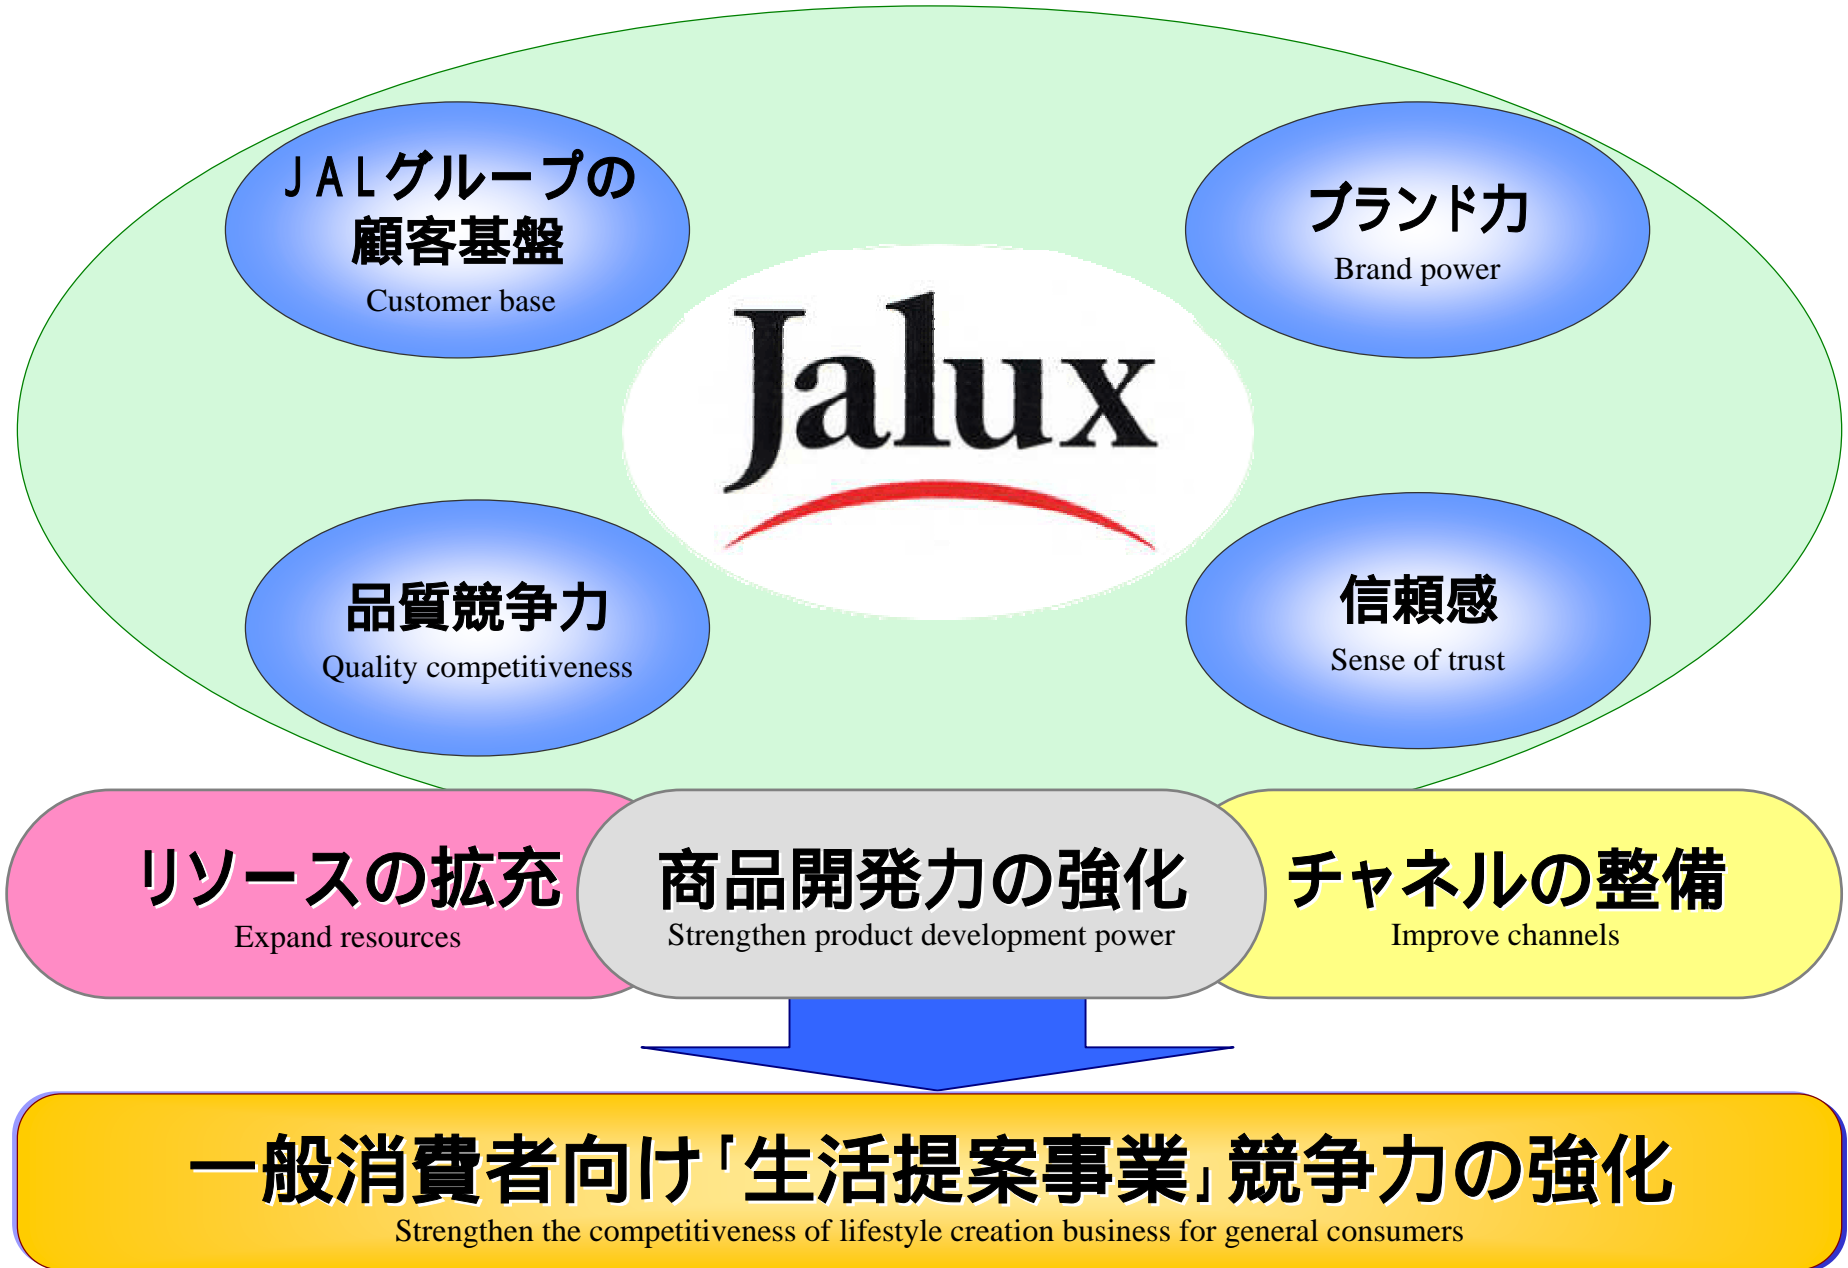 JALグループの
顧客基盤
Customer base
ブランド力
Brand power
Jalux
品質競争力
Quality competitiveness
信頼感
Sense of trust
リソースの拡充
Expand resources
商品開発力の強化
Strengthen product development power
チャネルの整備
Improve channels
一般消費者向け「生活提案事業」競争力の強化
Strengthen the competitiveness of lifestyle creation business for general consumers